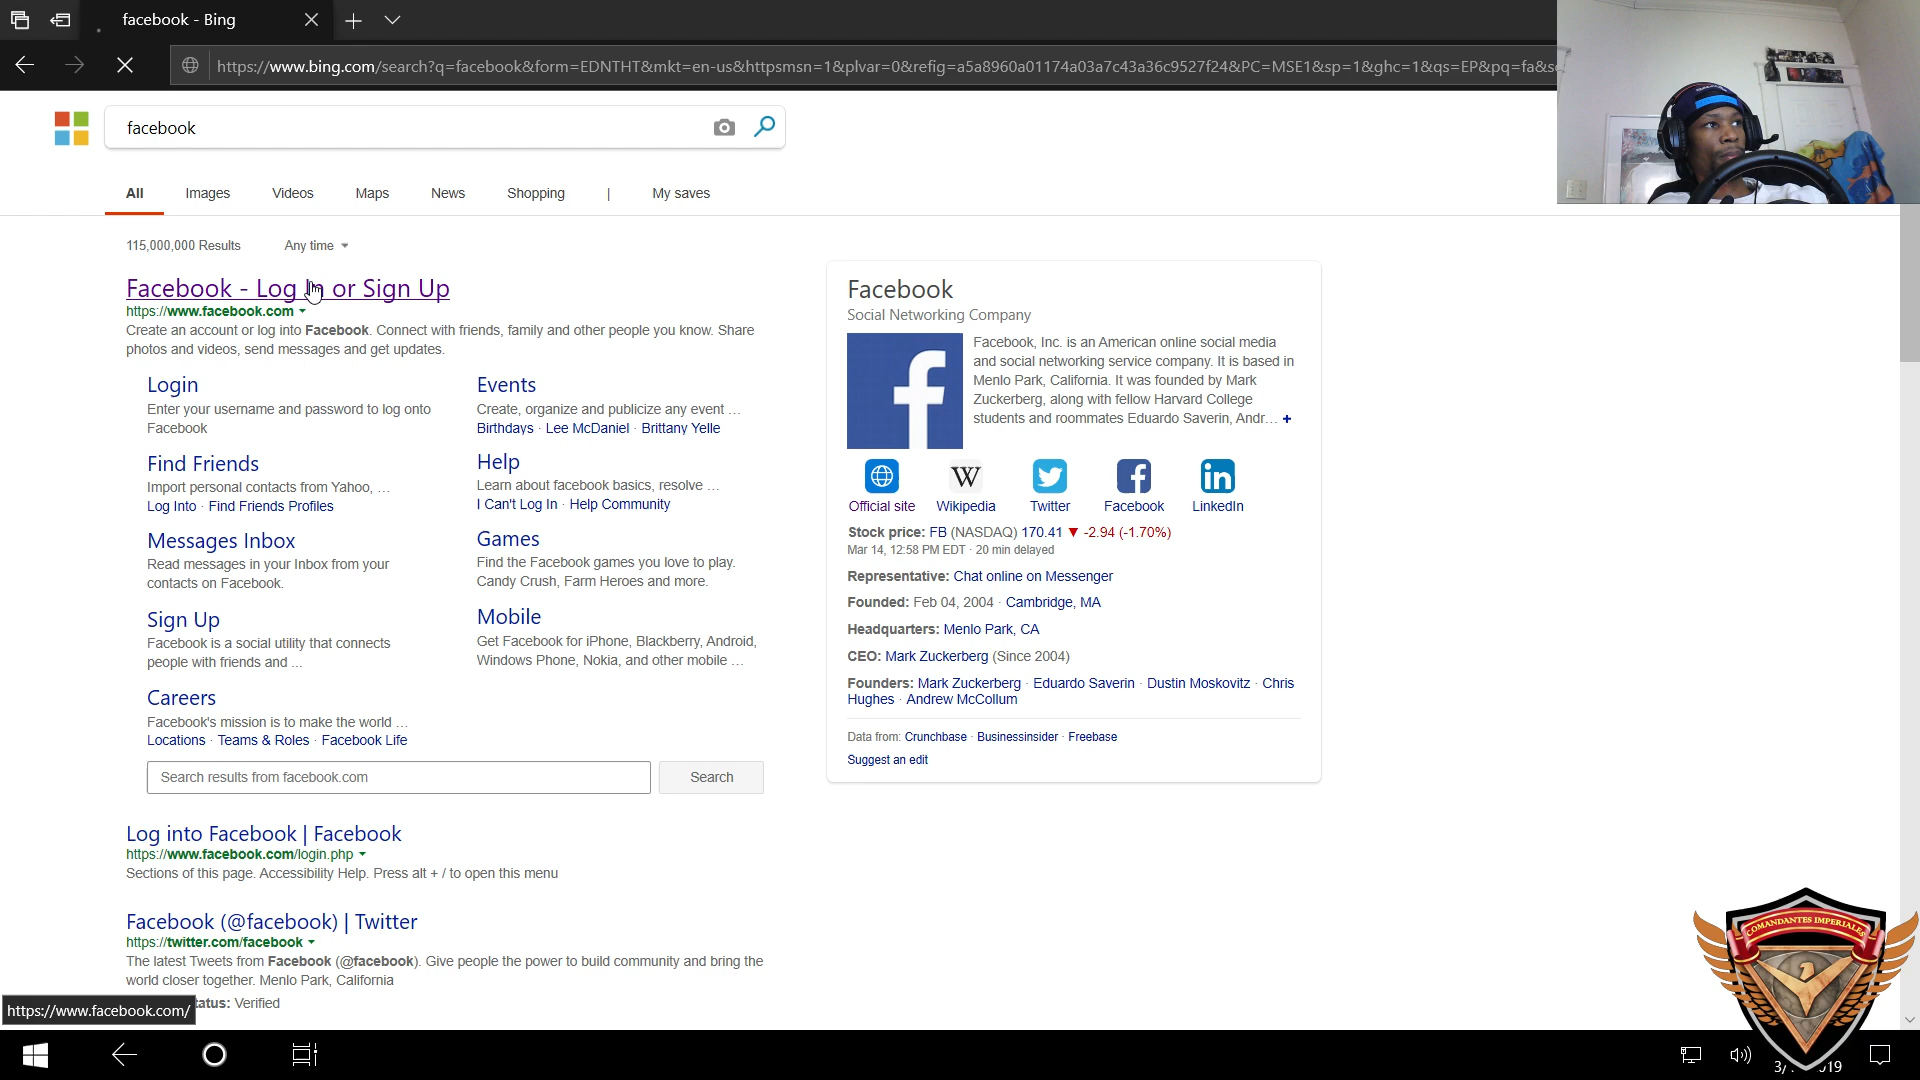 facebook - Bing
https://www.bing.com/search?q=facebook&form=EDNTHT&mkt=en-us&httpsmsn=1&plvar=0&refig=a5a8960a01174a03a7c43a36c9527f24&PC=MSE1&sp=1&ghc=1&qs=EP&pq=fa&s
facebook
All Images Videos Maps News Shopping | My saves
115,000,000 Results Any time
Facebook - Log In or Sign Up
https://www.facebook.com
Create an account or log into Facebook. Connect with friends, family and other people you know. Share
photos and videos, send messages and get updates.
Login
Enter your username and password to log onto
Facebook
Find Friends
Import personal contacts from Yahoo, ...
Log Into · Find Friends Profiles
Messages Inbox
Read messages in your Inbox from your
contacts on Facebook.
Sign Up
Facebook is a social utility that connects
people with friends and ...
Careers
Facebook's mission is to make the world ...
Locations · Teams & Roles · Facebook Life
Events
Create, organize and publicize any event ...
Birthdays · Lee McDaniel · Brittany Yelle
Help
Learn about facebook basics, resolve ...
I Can't Log In · Help Community
Games
Find the Facebook games you love to play.
Candy Crush, Farm Heroes and more.
Mobile
Get Facebook for iPhone, Blackberry, Android,
Windows Phone, Nokia, and other mobile ...
Search results from facebook.com Search
Log into Facebook | Facebook
https://www.facebook.com/login.php
Sections of this page. Accessibility Help. Press alt + / to open this menu
Facebook (@facebook) | Twitter
https://twitter.com/facebook
The latest Tweets from Facebook (@facebook). Give people the power to build community and bring the
world closer together. Menlo Park, California
atus: Verified
https://www.facebook.com/
Facebook
Social Networking Company
Facebook, Inc. is an American online social media
and social networking service company. It is based in
Menlo Park, California. It was founded by Mark
Zuckerberg, along with fellow Harvard College
students and roommates Eduardo Saverin, Andr... +
Official site Wikipedia Twitter Facebook LinkedIn
Stock price: FB (NASDAQ) 170.41 ▼ -2.94 (-1.70%)
Mar 14, 12:58 PM EDT · 20 min delayed
Representative: Chat online on Messenger
Founded: Feb 04, 2004 · Cambridge, MA
Headquarters: Menlo Park, CA
CEO: Mark Zuckerberg (Since 2004)
Founders: Mark Zuckerberg · Eduardo Saverin · Dustin Moskovitz · Chris
Hughes · Andrew McCollum
Data from: Crunchbase · Businessinsider · Freebase
Suggest an edit
COMANDANTES IMPERIALES